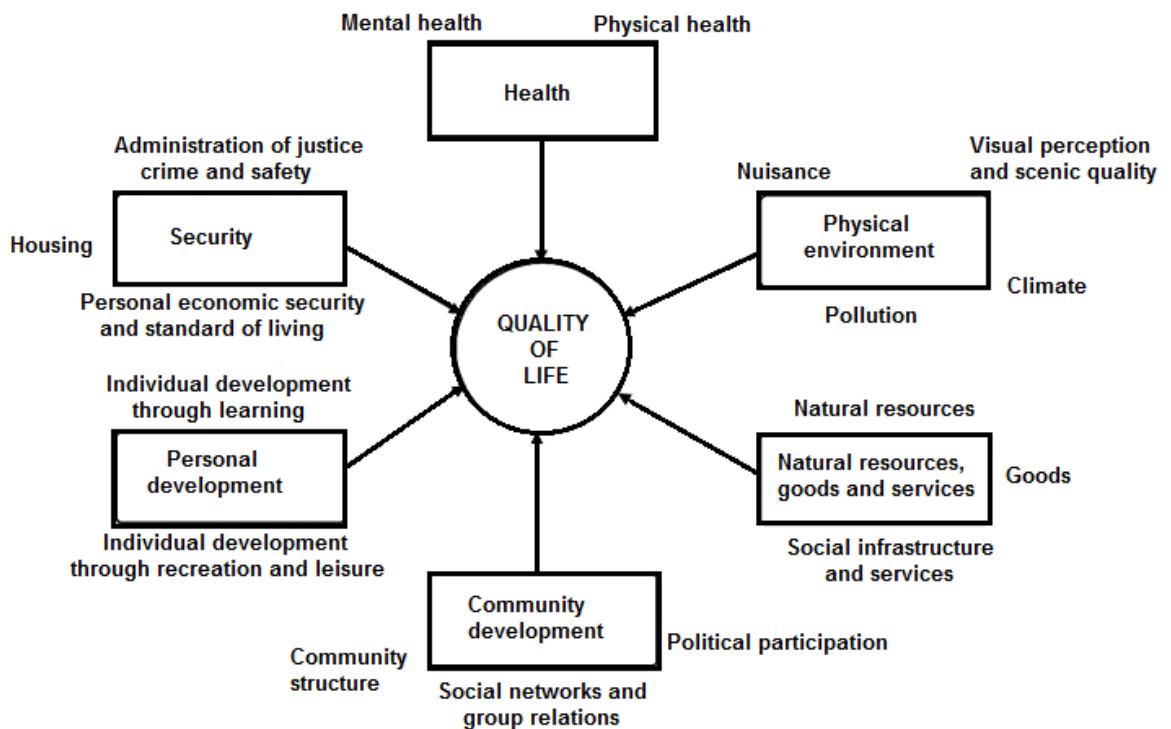 Mental health
Physical health
Health
Administration of justice
crime and safety
Housing
Security
Personal economic security
and standard of living
Nuisance
Visual perception
and scenic quality
Physical
environment
Climate
Pollution
QUALITY
OF
LIFE
Individual development
through learning
Personal
development
Individual development
through recreation and leisure
Natural resources
Natural resources,
goods and services
Goods
Social infrastructure
and services
Community
development
Political participation
Community
structure
Social networks and
group relations